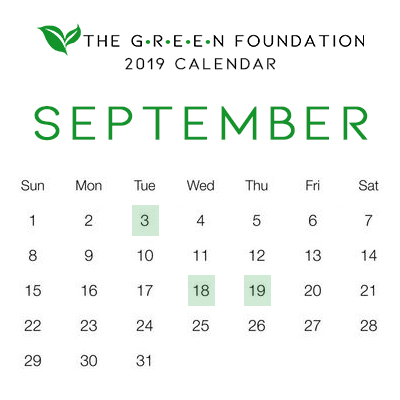 THE G•R•E•E•N FOUNDATION
2019 CALENDAR
SEPTEMBER
Sun Mon Tue Wed Thu Fri Sat
1 2 3 4 5 6 7
8 9 10 11 12 13 14
15 16 17 18 19 20 21
22 23 24 25 26 27 28
29 30 31